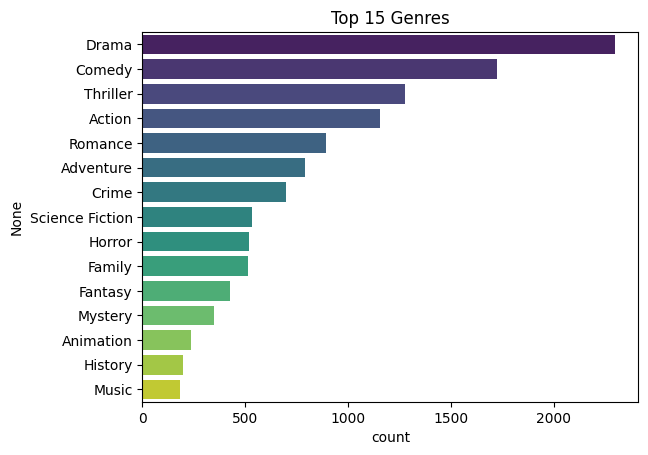 Top 15 Genres
None
Drama
Comedy
Thriller
Action
Romance
Adventure
Crime
Science Fiction
Horror
Family
Fantasy
Mystery
Animation
History
Music
0 500 1000 1500 2000
count